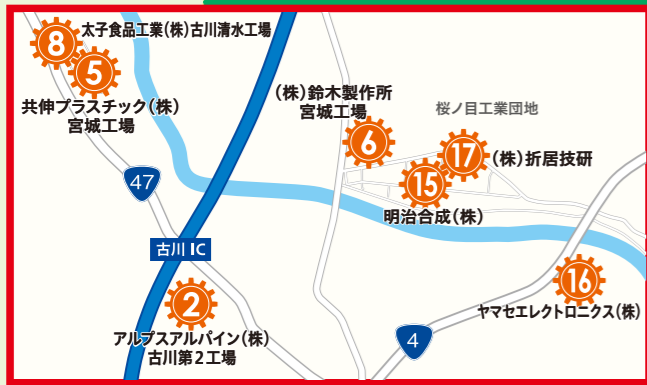 8
太子食品工業(株)古川清水工場
5
共伸プラスチック(株)
宮城工場
(株)鈴木製作所
宮城工場
6
桜ノ目工業団地
17
(株)折居技研
15
明治合成(株)
47
古川 IC
2
アルプスアルパイン(株)
古川第2工場
16
ヤマセエレクトロニクス(株)
4